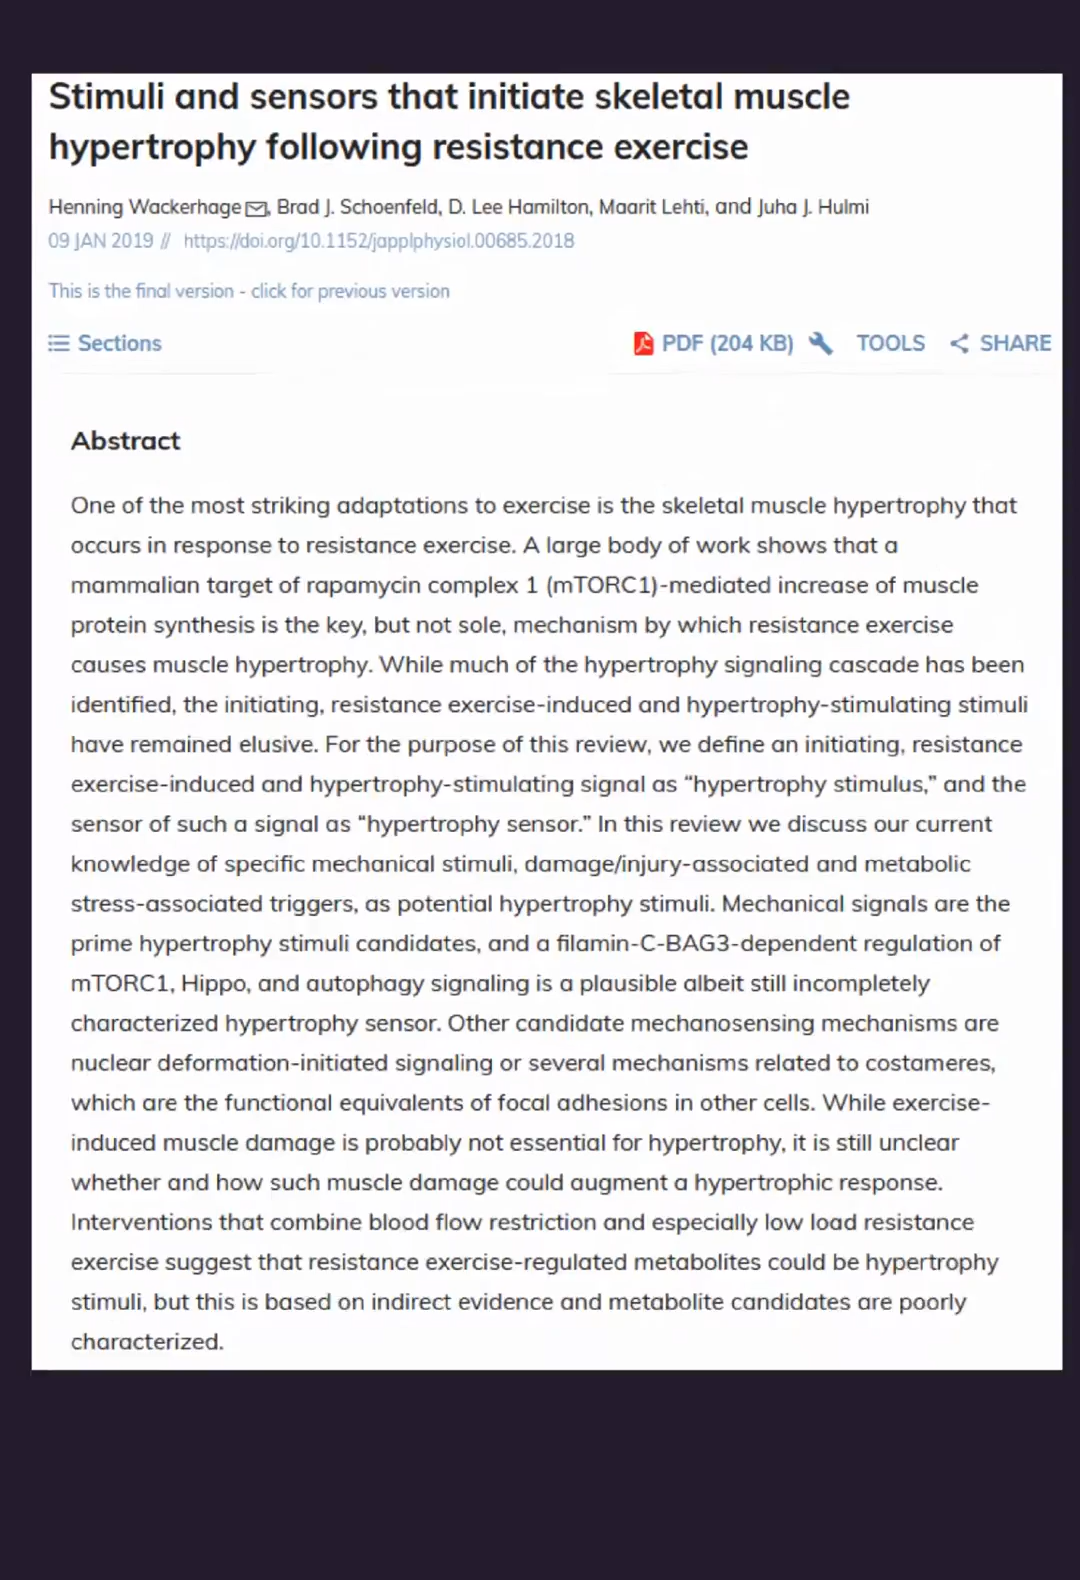 Stimuli and sensors that initiate skeletal muscle
hypertrophy following resistance exercise
Henning Wackerhage, Brad J. Schoenfeld, D. Lee Hamilton, Maarit Lehti, and Juha J. Hulmi
09 JAN 2019 // https://doi.org/10.1152/japplphysiol.00685.2018
This is the final version - click for previous version
Sections
PDF (204 KB) TOOLS SHARE
Abstract
One of the most striking adaptations to exercise is the skeletal muscle hypertrophy that
occurs in response to resistance exercise. A large body of work shows that a
mammalian target of rapamycin complex 1 (mTORC1)-mediated increase of muscle
protein synthesis is the key, but not sole, mechanism by which resistance exercise
causes muscle hypertrophy. While much of the hypertrophy signaling cascade has been
identified, the initiating, resistance exercise-induced and hypertrophy-stimulating stimuli
have remained elusive. For the purpose of this review, we define an initiating, resistance
exercise-induced and hypertrophy-stimulating signal as “hypertrophy stimulus,” and the
sensor of such a signal as “hypertrophy sensor.” In this review we discuss our current
knowledge of specific mechanical stimuli, damage/injury-associated and metabolic
stress-associated triggers, as potential hypertrophy stimuli. Mechanical signals are the
prime hypertrophy stimuli candidates, and a filamin-C-BAG3-dependent regulation of
mTORC1, Hippo, and autophagy signaling is a plausible albeit still incompletely
characterized hypertrophy sensor. Other candidate mechanosensing mechanisms are
nuclear deformation-initiated signaling or several mechanisms related to costameres,
which are the functional equivalents of focal adhesions in other cells. While exercise-
induced muscle damage is probably not essential for hypertrophy, it is still unclear
whether and how such muscle damage could augment a hypertrophic response.
Interventions that combine blood flow restriction and especially low load resistance
exercise suggest that resistance exercise-regulated metabolites could be hypertrophy
stimuli, but this is based on indirect evidence and metabolite candidates are poorly
characterized.